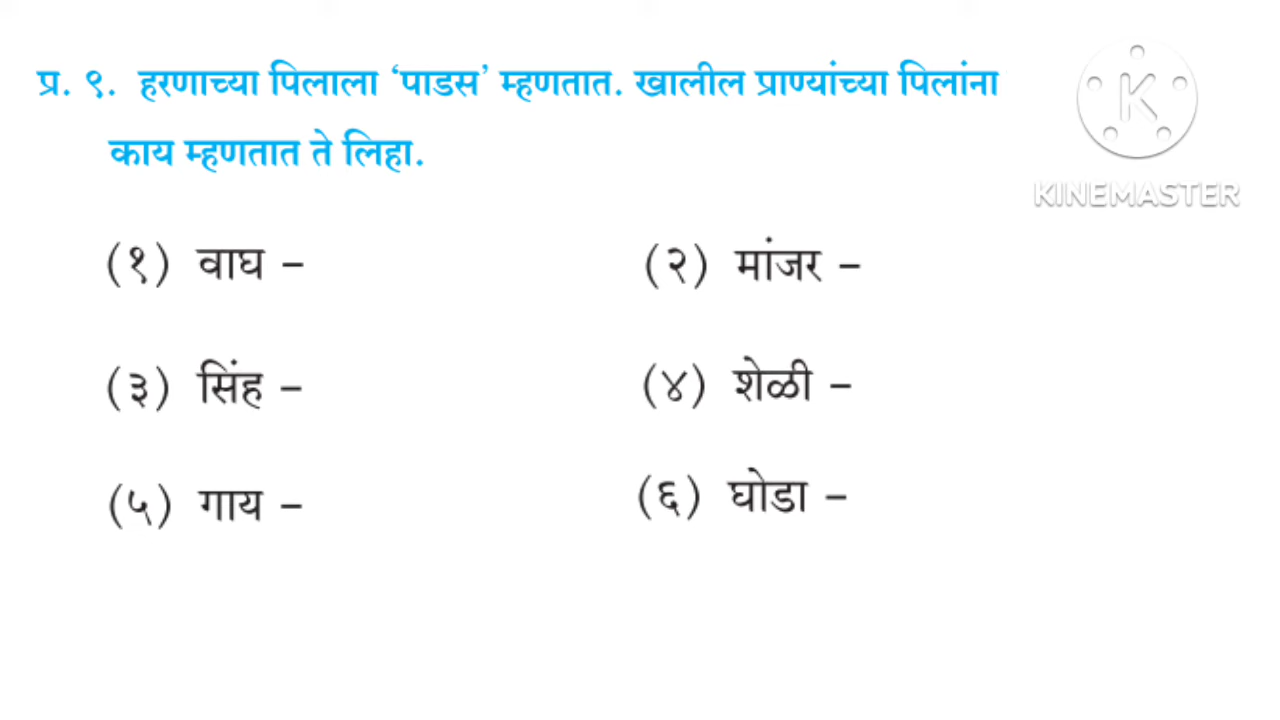 प्र. ९. हरणाच्या पिलाला ‘पाडस’ म्हणतात. खालील प्राण्यांच्या पिलांना
काय म्हणतात ते लिहा.
K
KINEMASTER
(१) वाघ – (२) मांजर –
(३) सिंह – (४) शेळी –
(५) गाय – (६) घोडा –